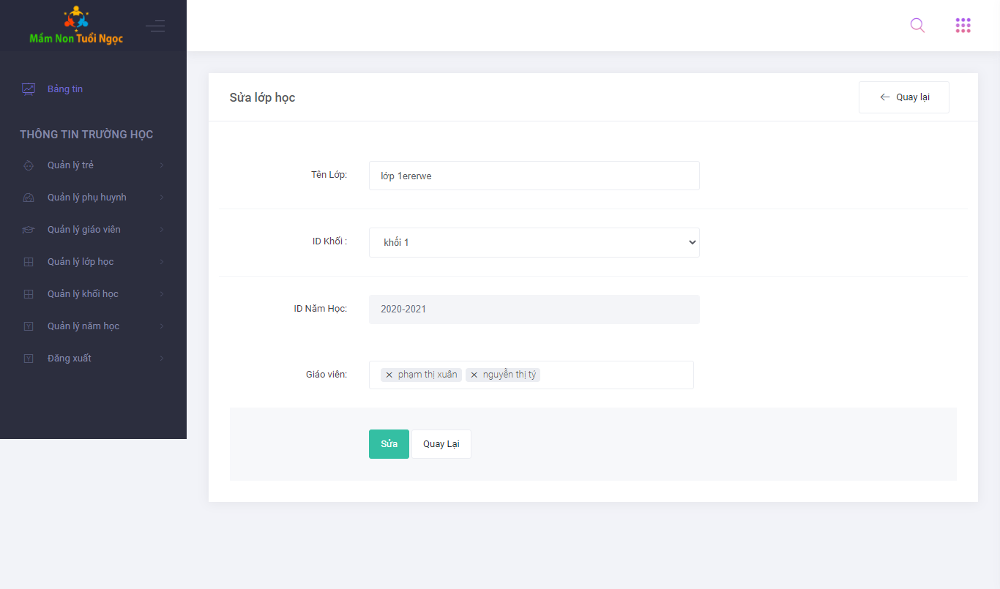 Mầm Non Tuổi Ngọc
Bảng tin
THÔNG TIN TRƯỜNG HỌC
Quản lý trẻ
Quản lý phụ huynh
Quản lý giáo viên
Quản lý lớp học
Quản lý khối học
Quản lý năm học
Đăng xuất
Sửa lớp học
Quay lại
Tên Lớp:
lớp 1ererwe
ID Khối :
khối 1
ID Năm Học:
2020-2021
Giáo viên:
× phạm thị xuân × nguyễn thị tý
Sửa Quay Lại